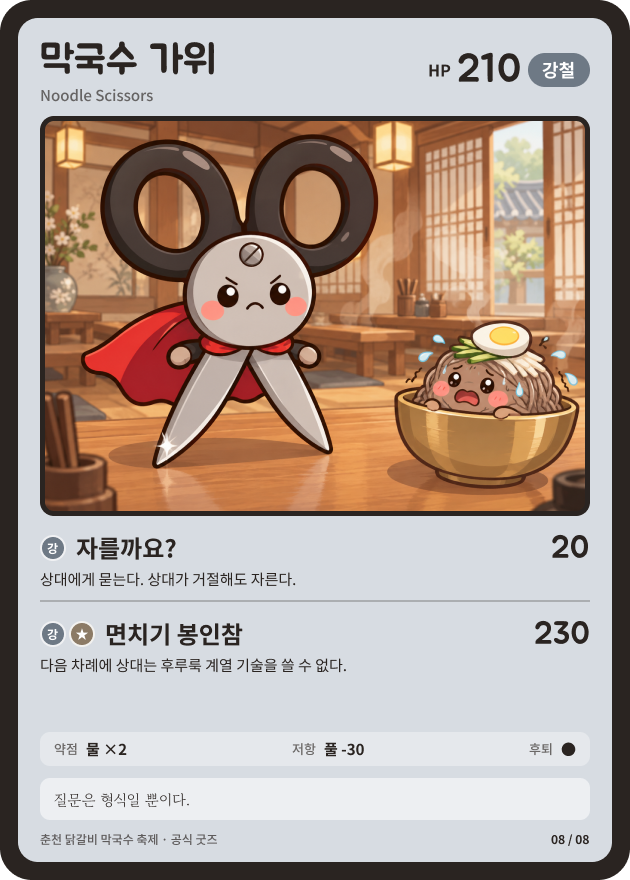 막국수 가위
HP 210 강철
Noodle Scissors
강 자를까요? 20
상대에게 묻는다. 상대가 거절해도 자른다.
강 ★ 면치기 봉인참 230
다음 차례에 상대는 후루룩 계열 기술을 쓸 수 없다.
약점 물 ×2 저항 풀 -30 후퇴 ●
질문은 형식일 뿐이다.
춘천 닭갈비 막국수 축제 · 공식 굿즈 08 / 08